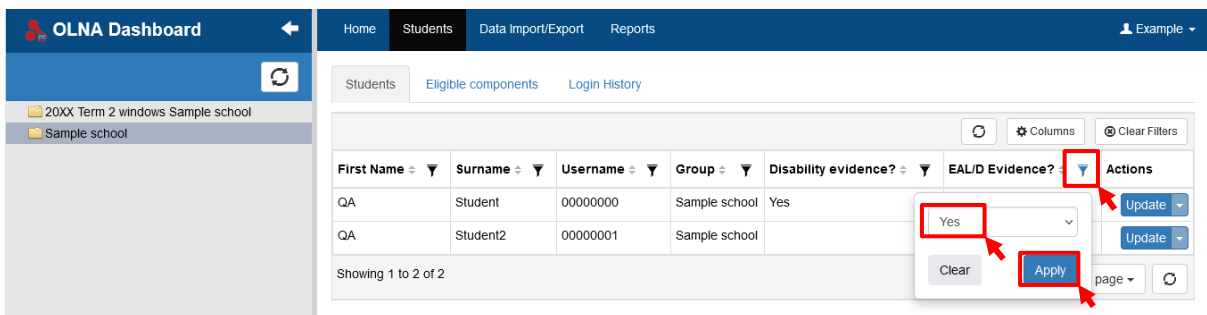 OLNA Dashboard
Home Students Data Import/Export Reports Example
Students Eligible components Login History
20XX Term 2 windows Sample school
Sample school
Columns Clear Filters
First Name Surname Username Group Disability evidence? EAL/D Evidence? Actions
QA Student 00000000 Sample school Yes Update
Yes
QA Student2 00000001 Sample school Update
Showing 1 to 2 of 2
Clear Apply
page